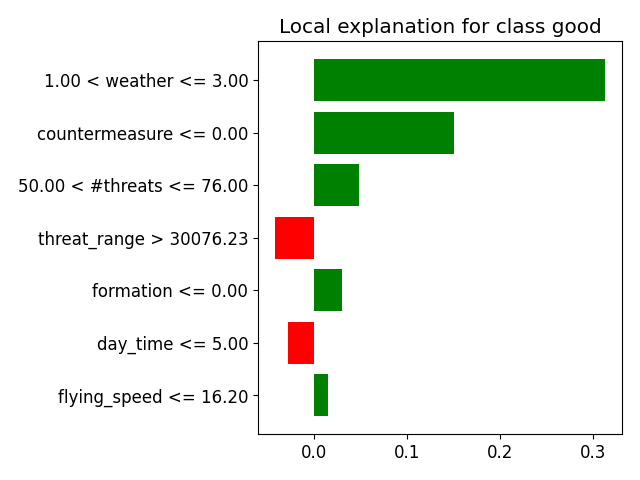 Local explanation for class good
1.00 < weather <= 3.00
countermeasure <= 0.00
50.00 < #threats <= 76.00
threat_range > 30076.23
formation <= 0.00
day_time <= 5.00
flying_speed <= 16.20
0.0 0.1 0.2 0.3